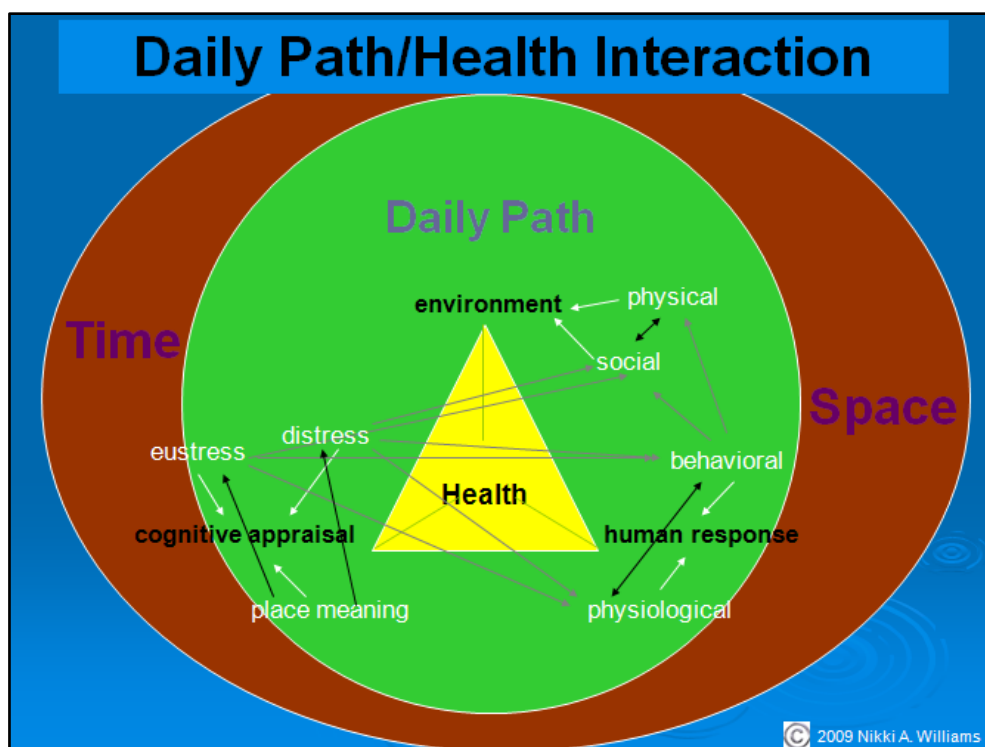 Daily Path/Health Interaction
Daily Path
environment
physical
Time
social
Space
distress
eustress
behavioral
Health
cognitive appraisal
human response
place meaning
physiological
© 2009 Nikki A. Williams